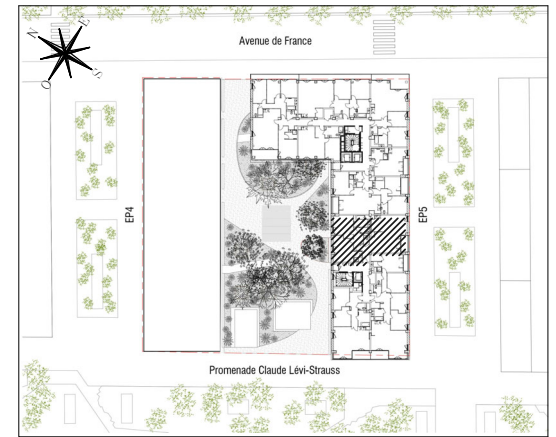 N
E
S
O
Avenue de France
EP4
EP5
Promenade Claude Lévi-Strauss